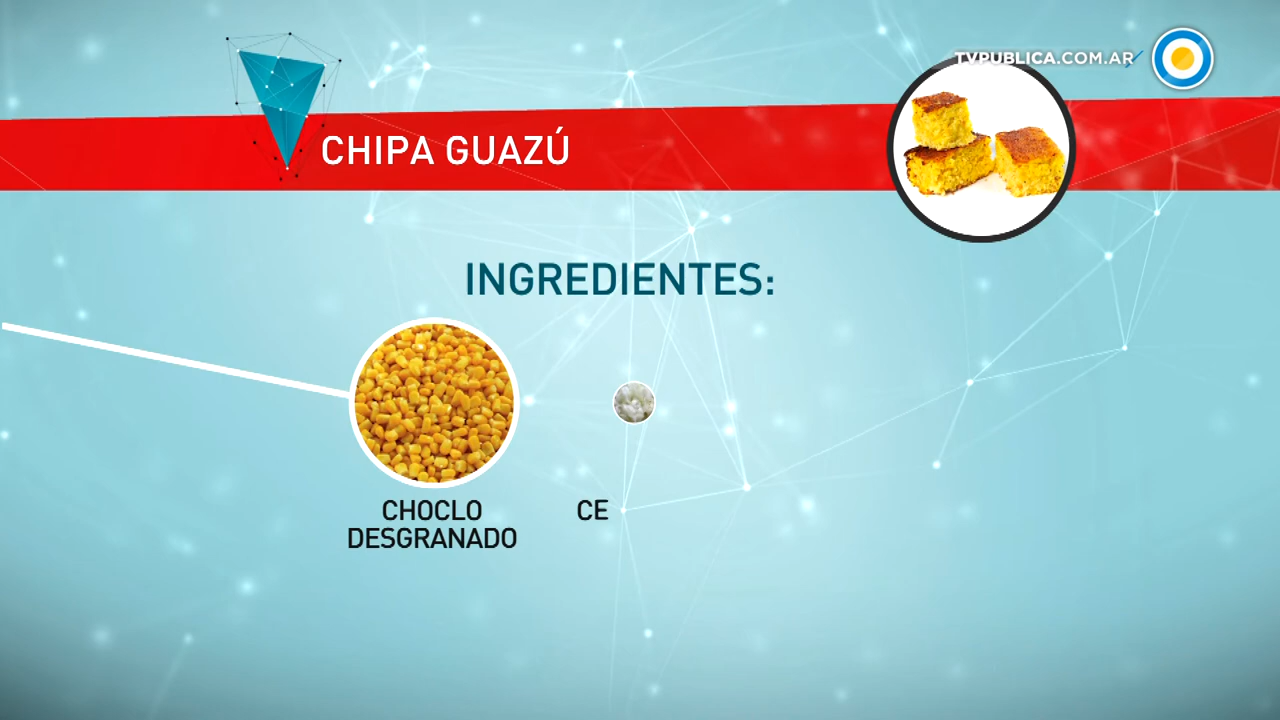 TVPUBLICA.COM.AR
CHIPA GUAZÚ
INGREDIENTES:
CHOCLO
DESGRANADO
CE